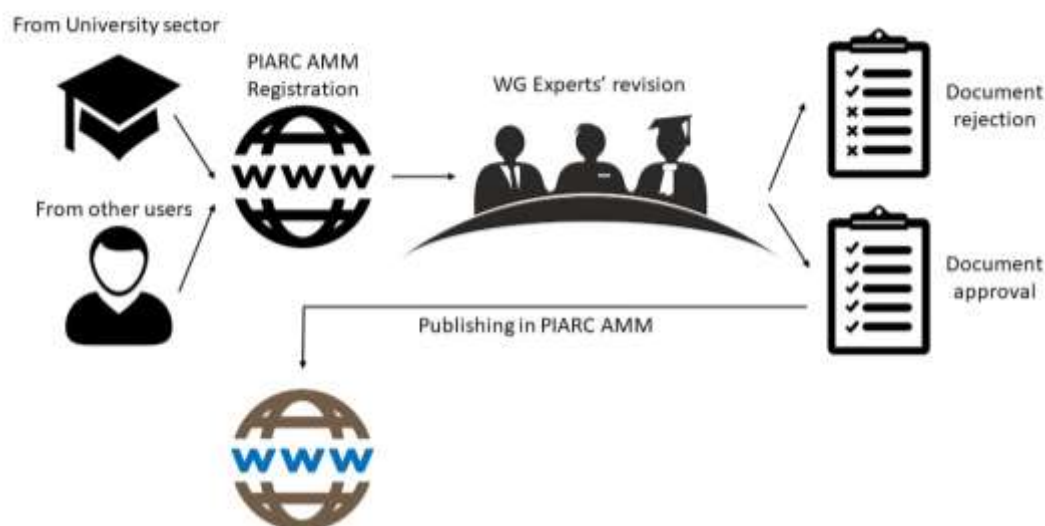 From University sector
PIARC AMM
Registration
WWW
From other users
WG Experts' revision
Document
rejection
Document
approval
Publishing in PIARC AMM
WWW